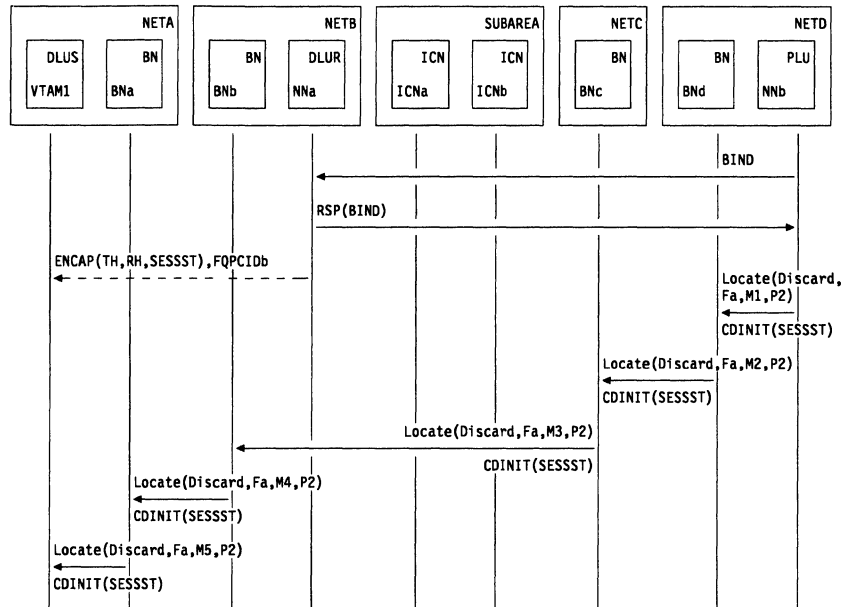 NETA
NETB
SUBAREA
NETC
NETD
DLUS
BN
BN
DLUR
ICN
ICN
BN
BN
PLU
VTAM1
BNa
BNb
NNa
ICNa
ICNb
BNc
BNd
NNb
BIND
RSP(BIND)
ENCAP(TH,RH,SESSST),FQPCIDb
Locate(Discard,
Fa,M1,P2)
CDINIT(SESSST)
Locate(Discard,Fa,M2,P2)
CDINIT(SESSST)
Locate(Discard,Fa,M3,P2)
CDINIT(SESSST)
Locate(Discard,Fa,M4,P2)
CDINIT(SESSST)
Locate(Discard,Fa,M5,P2)
CDINIT(SESSST)